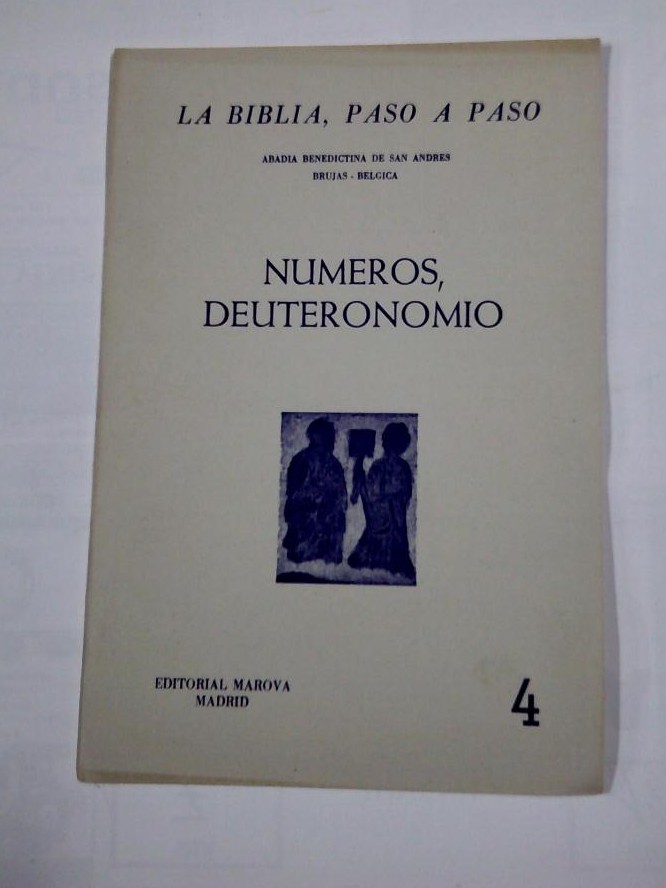 LA BIBLIA, PASO A PASO
ABADIA BENEDICTINA DE SAN ANDRES
BRUJAS - BELGICA
NUMEROS,
DEUTERONOMIO
EDITORIAL MAROVA
MADRID
4